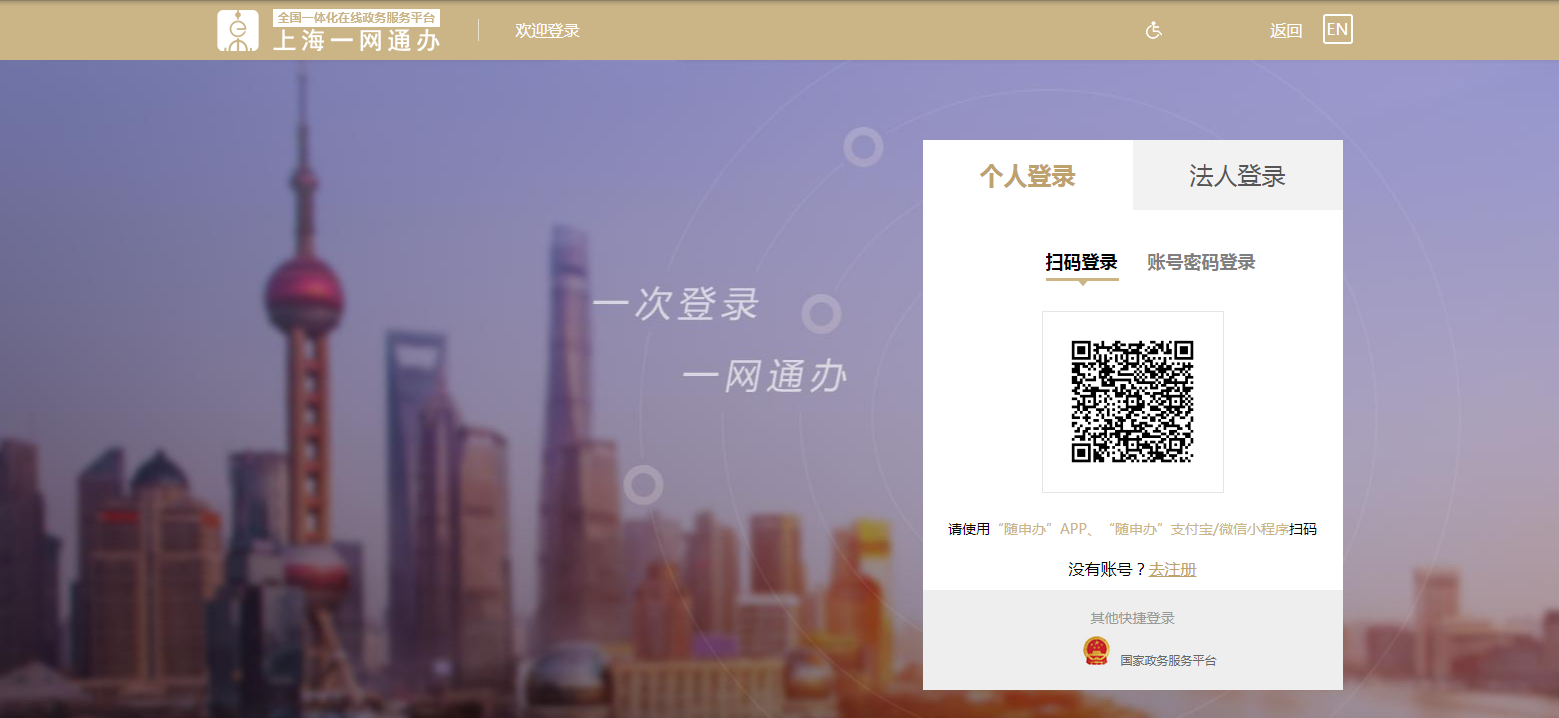 全国一体化在线政务服务平台
上海一网通办
欢迎登录
返回
EN
个人登录
法人登录
扫码登录
账号密码登录
一次登录
一网通办
请使用“随申办”APP、“随申办”支付宝/微信小程序扫码
没有账号？去注册
其他快捷登录
国家政务服务平台